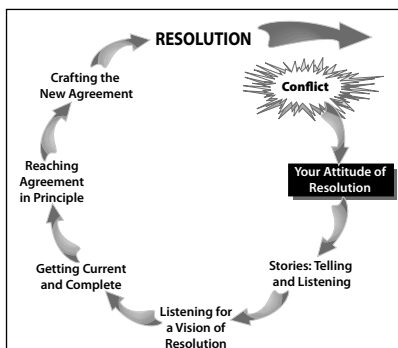 RESOLUTION
Conflict
Your Attitude of
Resolution
Stories: Telling
and Listening
Listening for
a Vision of
Resolution
Getting Current
and Complete
Reaching
Agreement
in Principle
Crafting the
New Agreement